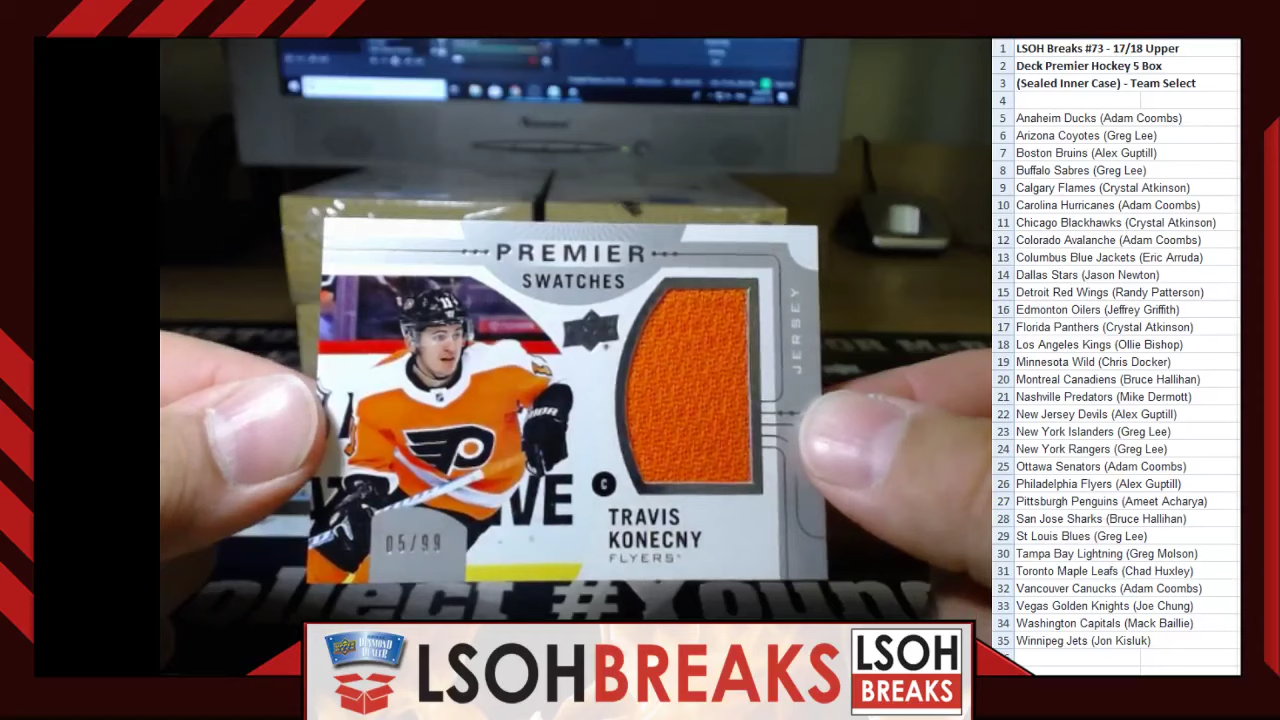 PREMIER
SWATCHES
JERSEY
11
05/99
C
TRAVIS
KONECNY
FLYERS
1 LSOH Breaks #73 - 17/18 Upper
2 Deck Premier Hockey 5 Box
3 (Sealed Inner Case) - Team Select
4
5 Anaheim Ducks (Adam Coombs)
6 Arizona Coyotes (Greg Lee)
7 Boston Bruins (Alex Guptill)
8 Buffalo Sabres (Greg Lee)
9 Calgary Flames (Crystal Atkinson)
10 Carolina Hurricanes (Adam Coombs)
11 Chicago Blackhawks (Crystal Atkinson)
12 Colorado Avalanche (Adam Coombs)
13 Columbus Blue Jackets (Eric Arruda)
14 Dallas Stars (Jason Newton)
15 Detroit Red Wings (Randy Patterson)
16 Edmonton Oilers (Jeffrey Griffith)
17 Florida Panthers (Crystal Atkinson)
18 Los Angeles Kings (Ollie Bishop)
19 Minnesota Wild (Chris Docker)
20 Montreal Canadiens (Bruce Hallihan)
21 Nashville Predators (Mike Dermott)
22 New Jersey Devils (Alex Guptill)
23 New York Islanders (Greg Lee)
24 New York Rangers (Greg Lee)
25 Ottawa Senators (Adam Coombs)
26 Philadelphia Flyers (Alex Guptill)
27 Pittsburgh Penguins (Ameet Acharya)
28 San Jose Sharks (Bruce Hallihan)
29 St Louis Blues (Greg Lee)
30 Tampa Bay Lightning (Greg Molson)
31 Toronto Maple Leafs (Chad Huxley)
32 Vancouver Canucks (Adam Coombs)
33 Vegas Golden Knights (Joe Chung)
34 Washington Capitals (Mack Baillie)
35 Winnipeg Jets (Jon Kisluk)
DIAMOND
DEALER
LSOHBREAKS
LSOH
BREAKS